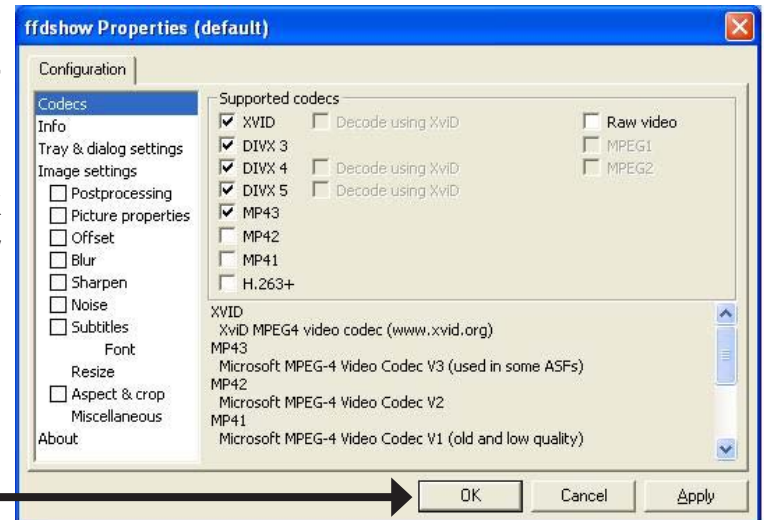 ffdshow Properties (default)
Configuration
Codecs
Info
Tray & dialog settings
Image settings
Postprocessing
Picture properties
Offset
Blur
Sharpen
Noise
Subtitles
Font
Resize
Aspect & crop
Miscellaneous
About
Supported codecs
XVID Decode using XviD Raw video
DIVX 3 MPEG1
DIVX 4 Decode using XviD MPEG2
DIVX 5 Decode using XviD
MP43
MP42
MP41
H.263+
XVID
XviD MPEG4 video codec (www.xvid.org)
MP43
Microsoft MPEG-4 Video Codec V3 (used in some ASFs)
MP42
Microsoft MPEG-4 Video Codec V2
MP41
Microsoft MPEG-4 Video Codec V1 (old and low quality)
OK Cancel Apply